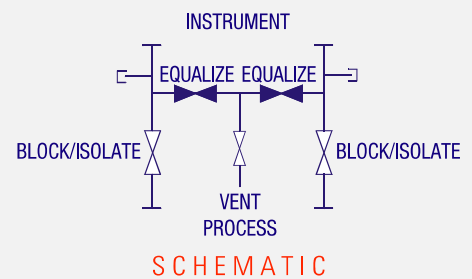 INSTRUMENT
EQUALIZE EQUALIZE
BLOCK/ISOLATE BLOCK/ISOLATE
VENT
PROCESS
SCHEMATIC